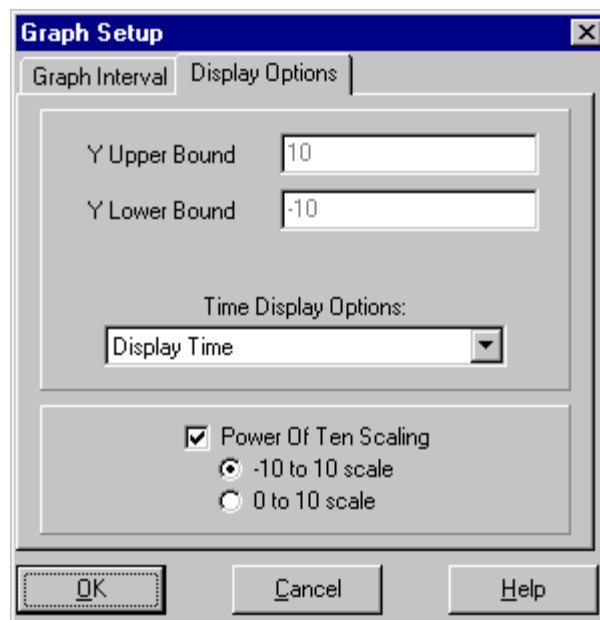 Graph Setup
Graph Interval Display Options
Y Upper Bound 10
Y Lower Bound -10
Time Display Options:
Display Time
Power Of Ten Scaling
-10 to 10 scale
0 to 10 scale
OK Cancel Help